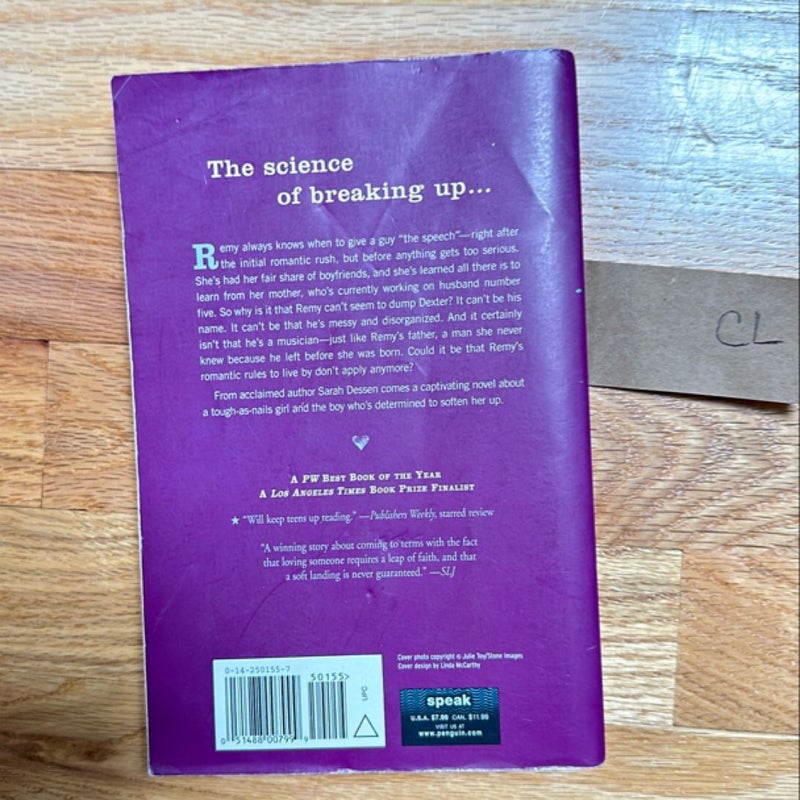 The science
of breaking up...
Remy always knows when to give a guy "the speech"—right after
the initial romantic rush, but before anything gets too serious.
She's had her fair share of boyfriends, and she's learned all there is to
learn from her mother, who's currently working on husband number
five. So why is it that Remy can't seem to dump Dexter? It can't be his
name. It can't be that he's messy and disorganized. And it certainly
isn't that he's a musician—just like Remy's father, a man she never
knew because he left before she was born. Could it be that Remy's
romantic rules to live by don't apply anymore?
From acclaimed author Sarah Dessen comes a captivating novel about
a tough-as-nails girl and the boy who's determined to soften her up.
A PW Best Book of the Year
A Los Angeles Times Book Prize Finalist
★ "Will keep teens up reading." —Publishers Weekly, starred review
"A winning story about coming to terms with the fact
that loving someone requires a leap of faith, and that
a soft landing is never guaranteed." —SLJ
Cover photo copyright © Julie Toy/Stone Images
Cover design by Linda McCarthy
0-14-250155-7
50155>
UPC
0 51488 00799 9
speak
U.S.A. $7.99 CAN. $11.99
VISIT US AT
www.penguin.com
CL